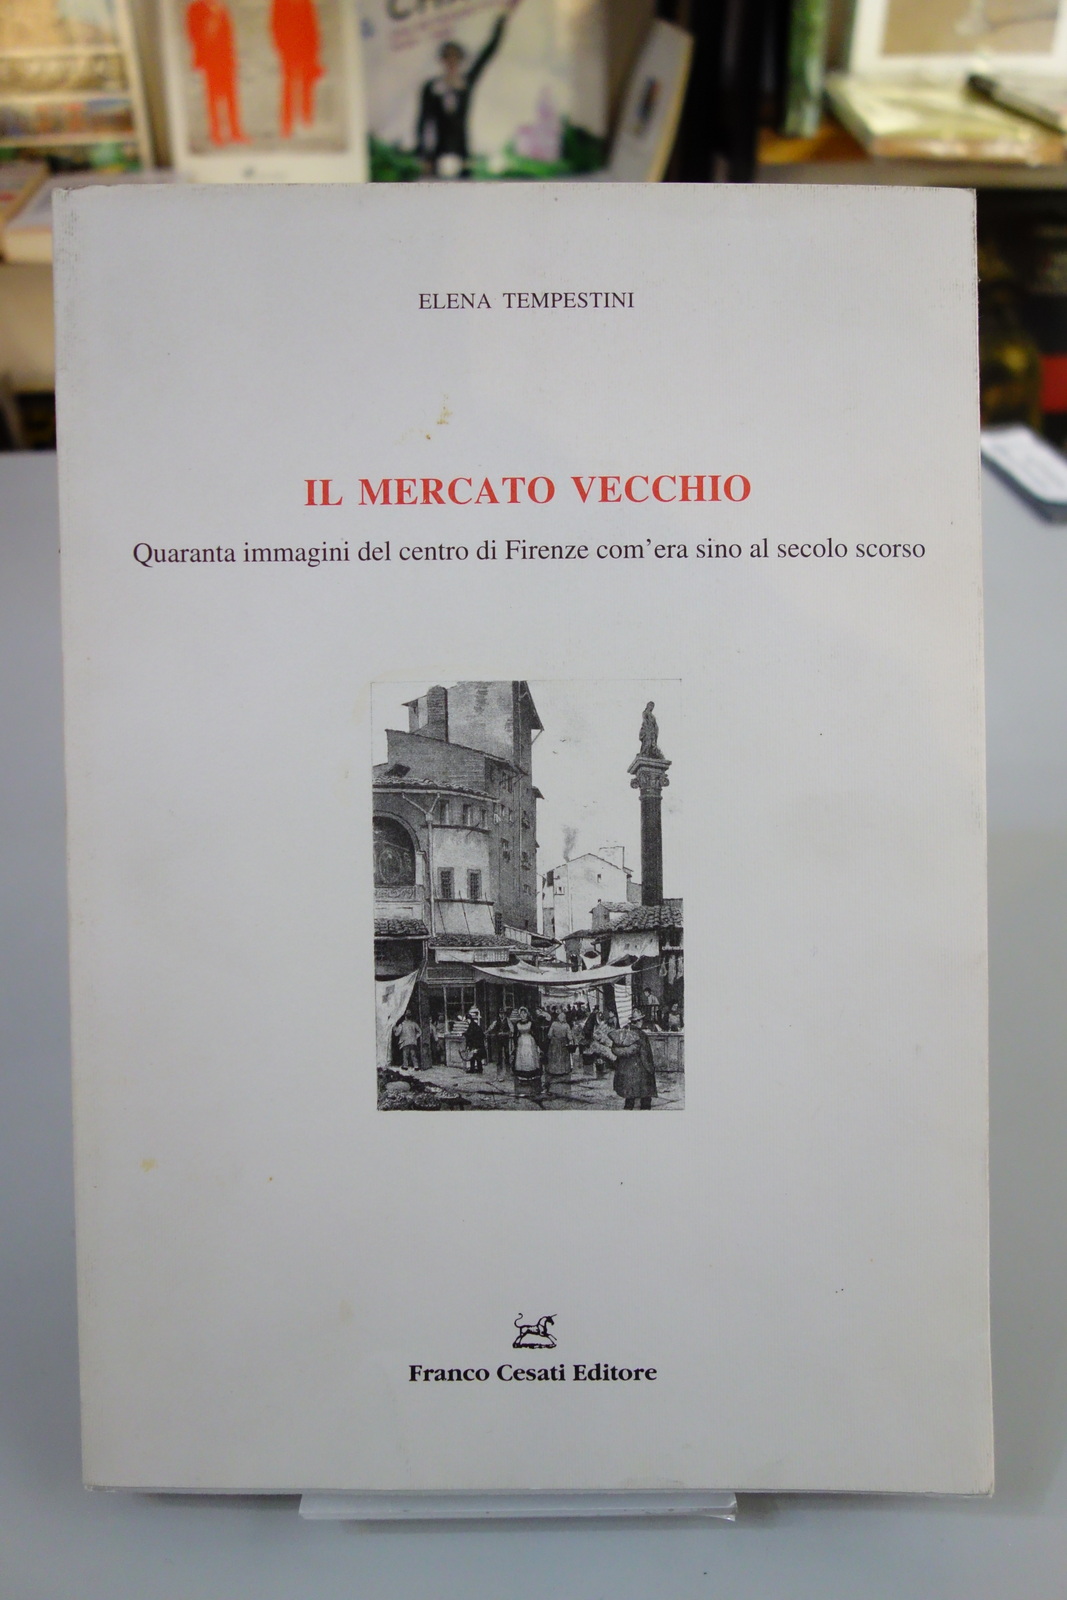 ELENA TEMPESTINI
IL MERCATO VECCHIO
Quaranta immagini del centro di Firenze com'era sino al secolo scorso
Franco Cesati Editore